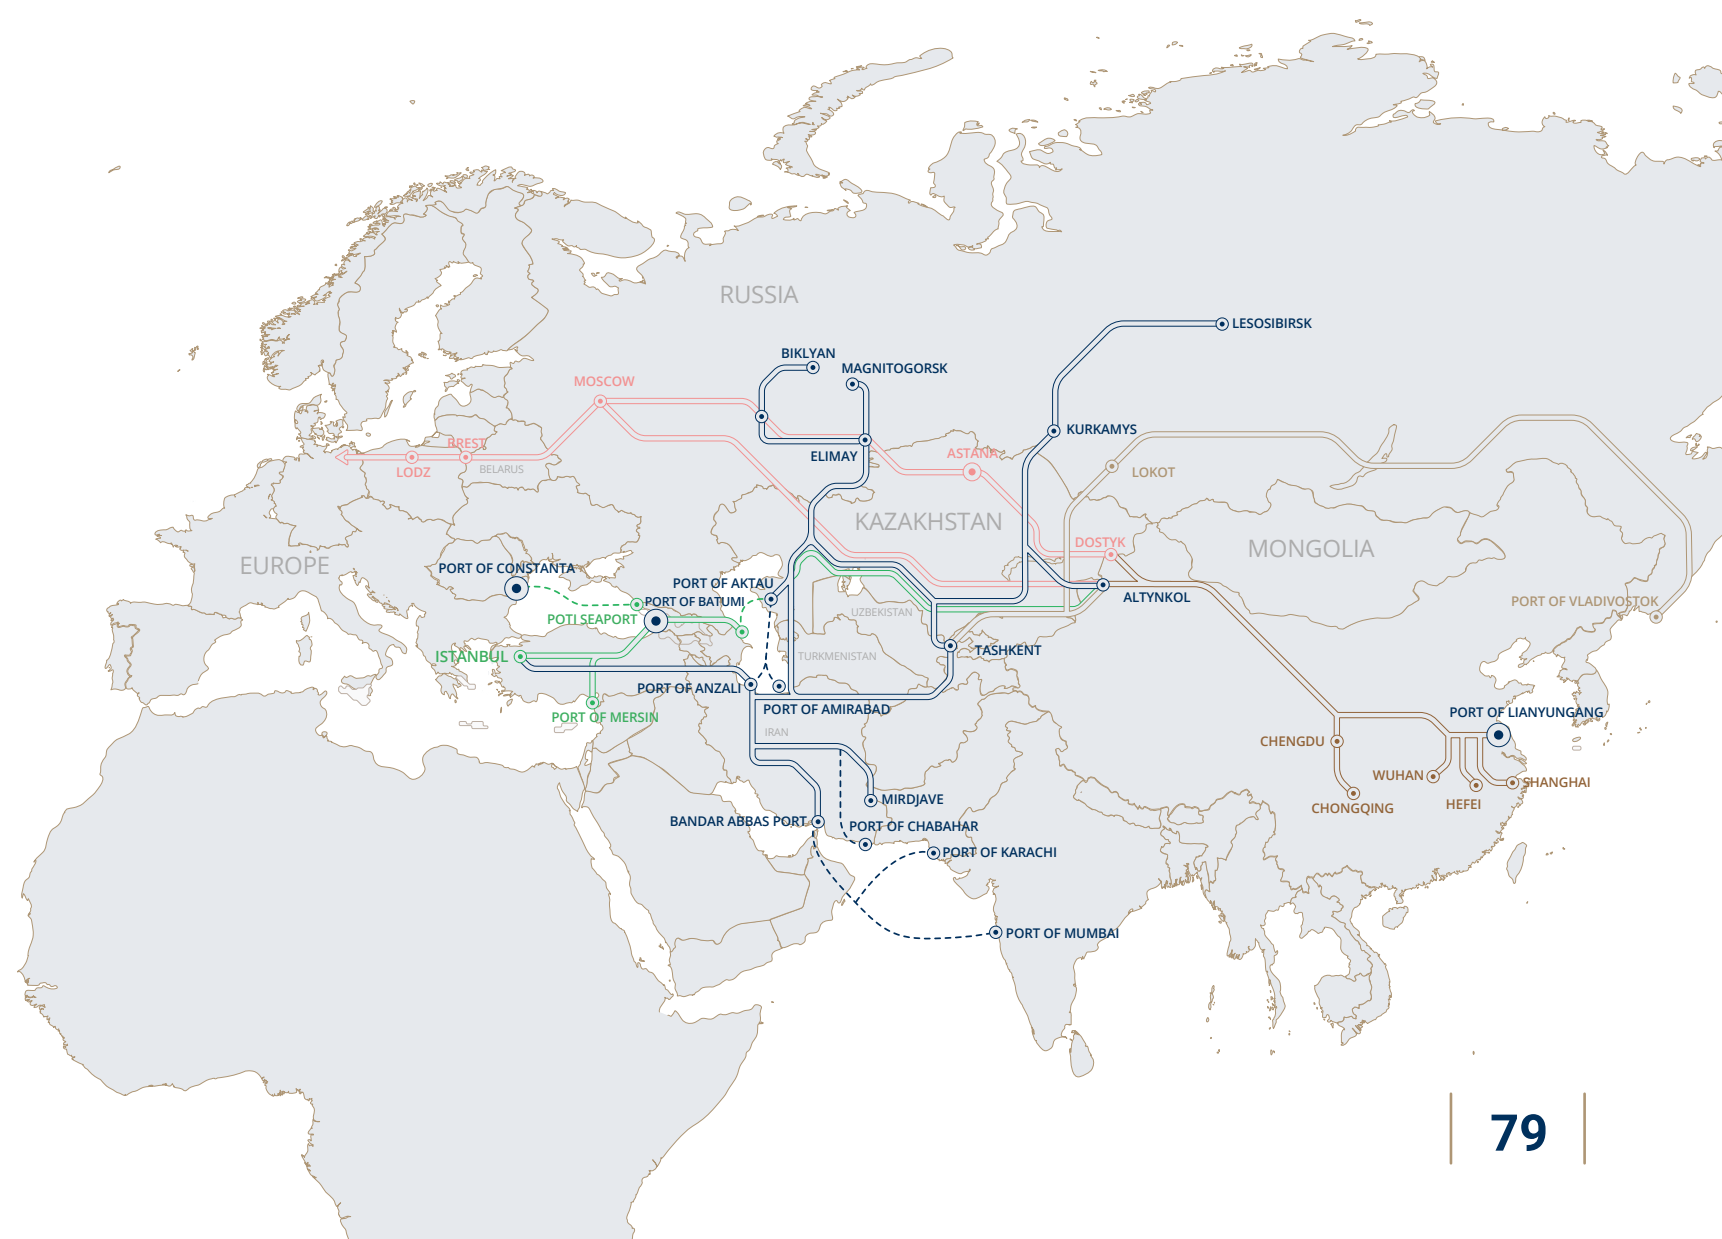 RUSSIA
LESOSIBIRSK
BIKLYAN
MAGNITOGORSK
MOSCOW
KURKAMYS
BREST
ELIMAY
ASTANA
LODZ
BELARUS
LOKOT
KAZAKHSTAN
DOSTYK
MONGOLIA
EUROPE
PORT OF CONSTANTA
PORT OF AKTAU
ALTYNKOL
PORT OF BATUMI
PORT OF VLADIVOSTOK
UZBEKISTAN
POTI SEAPORT
ISTANBUL
TURKMENISTAN
TASHKENT
PORT OF ANZALI
PORT OF AMIRABAD
PORT OF MERSIN
PORT OF LIANYUNGANG
IRAN
CHENGDU
WUHAN
SHANGHAI
MIRDJAVE
HEFEI
CHONGQING
BANDAR ABBAS PORT
PORT OF CHABAHAR
PORT OF KARACHI
PORT OF MUMBAI
79